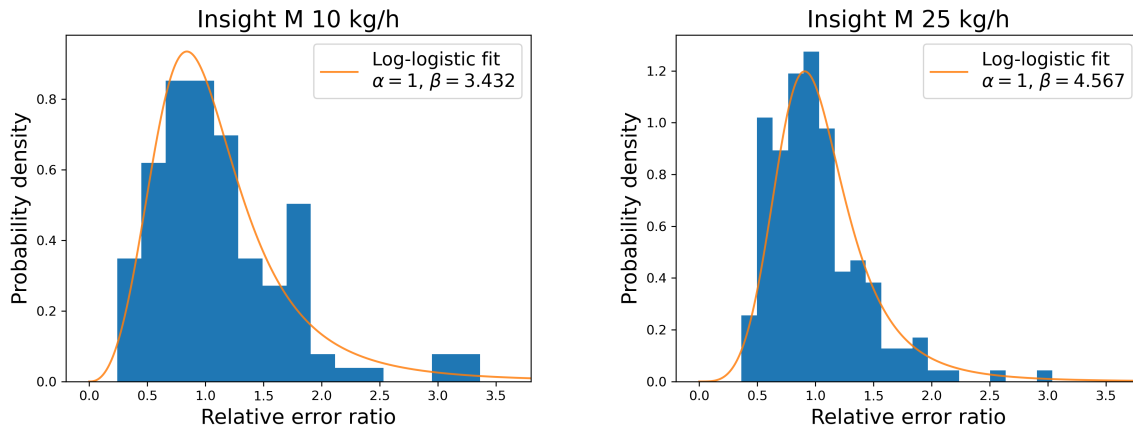 Insight M 10 kg/h
Log-logistic fit
α = 1, β = 3.432
Probability density
0.8
0.6
0.4
0.2
0.0
0.0 0.5 1.0 1.5 2.0 2.5 3.0 3.5
Relative error ratio
Insight M 25 kg/h
Log-logistic fit
α = 1, β = 4.567
Probability density
1.2
1.0
0.8
0.6
0.4
0.2
0.0
0.0 0.5 1.0 1.5 2.0 2.5 3.0 3.5
Relative error ratio